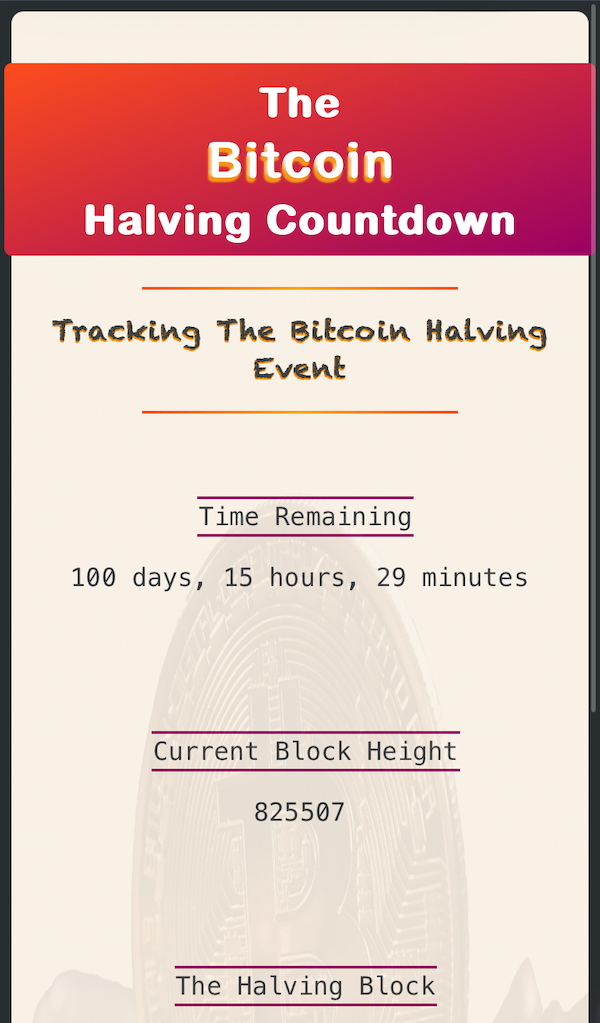 The
Bitcoin
Halving Countdown
Tracking The Bitcoin Halving
Event
Time Remaining
100 days, 15 hours, 29 minutes
Current Block Height
825507
The Halving Block